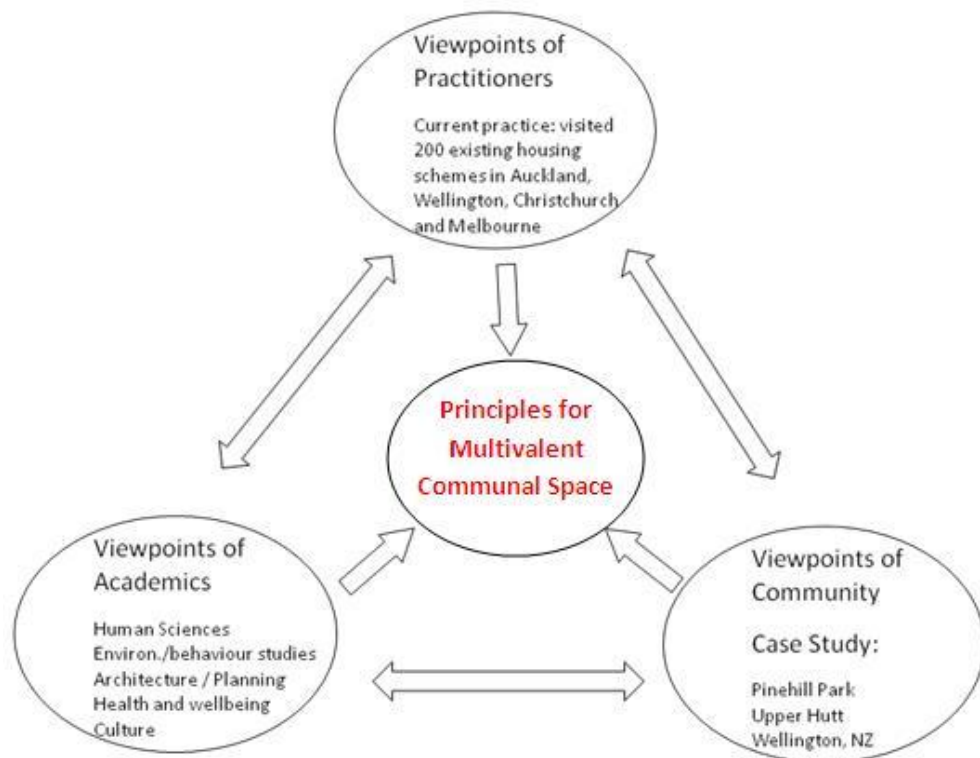 Viewpoints of
Practitioners
Current practice: visited
200 existing housing
schemes in Auckland,
Wellington, Christchurch
and Melbourne
Principles for
Multivalent
Communal Space
Viewpoints of
Academics
Human Sciences
Environ./behaviour studies
Architecture / Planning
Health and wellbeing
Culture
Viewpoints of
Community
Case Study:
Pinehill Park
Upper Hutt
Wellington, NZ